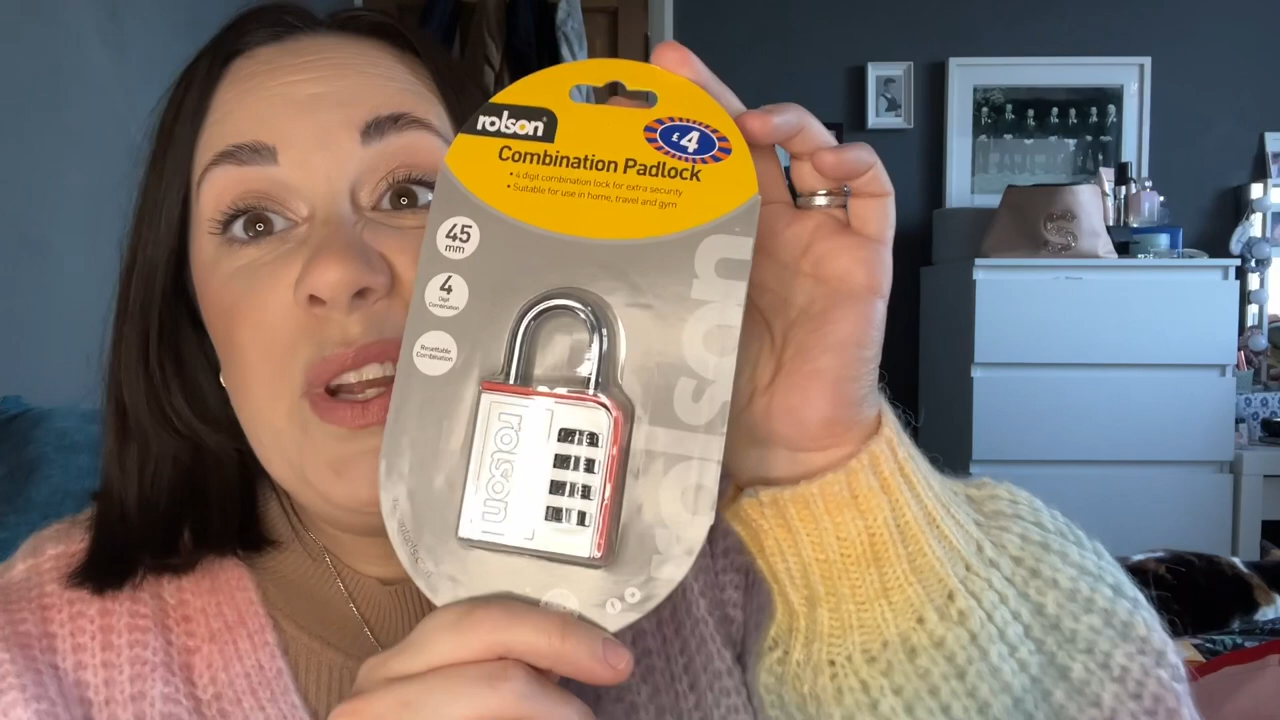 rolson®
£4
Combination Padlock
• 4 digit combination lock for extra security
• Suitable for use in home, travel and gym
45
mm
4
Digit
Combination
Resettable
Combination
rolson
rolson
rolson
S